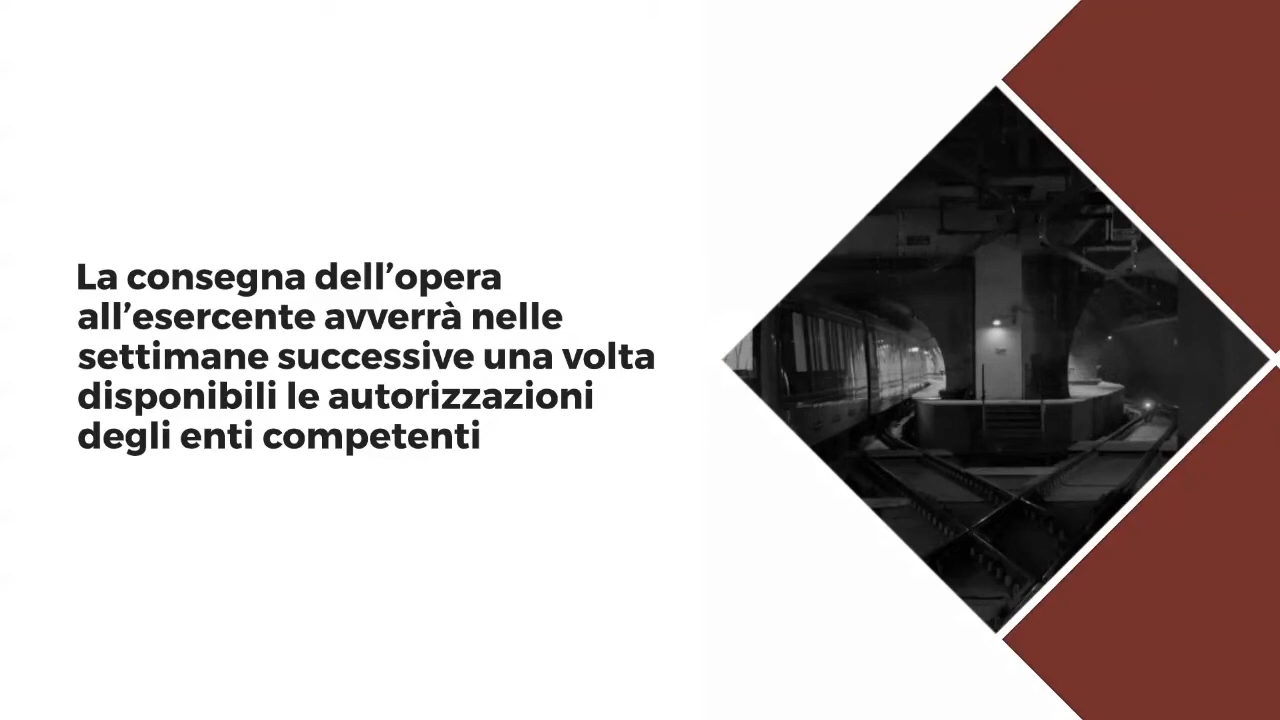 La consegna dell’opera
all’esercente avverrà nelle
settimane successive una volta
disponibili le autorizzazioni
degli enti competenti